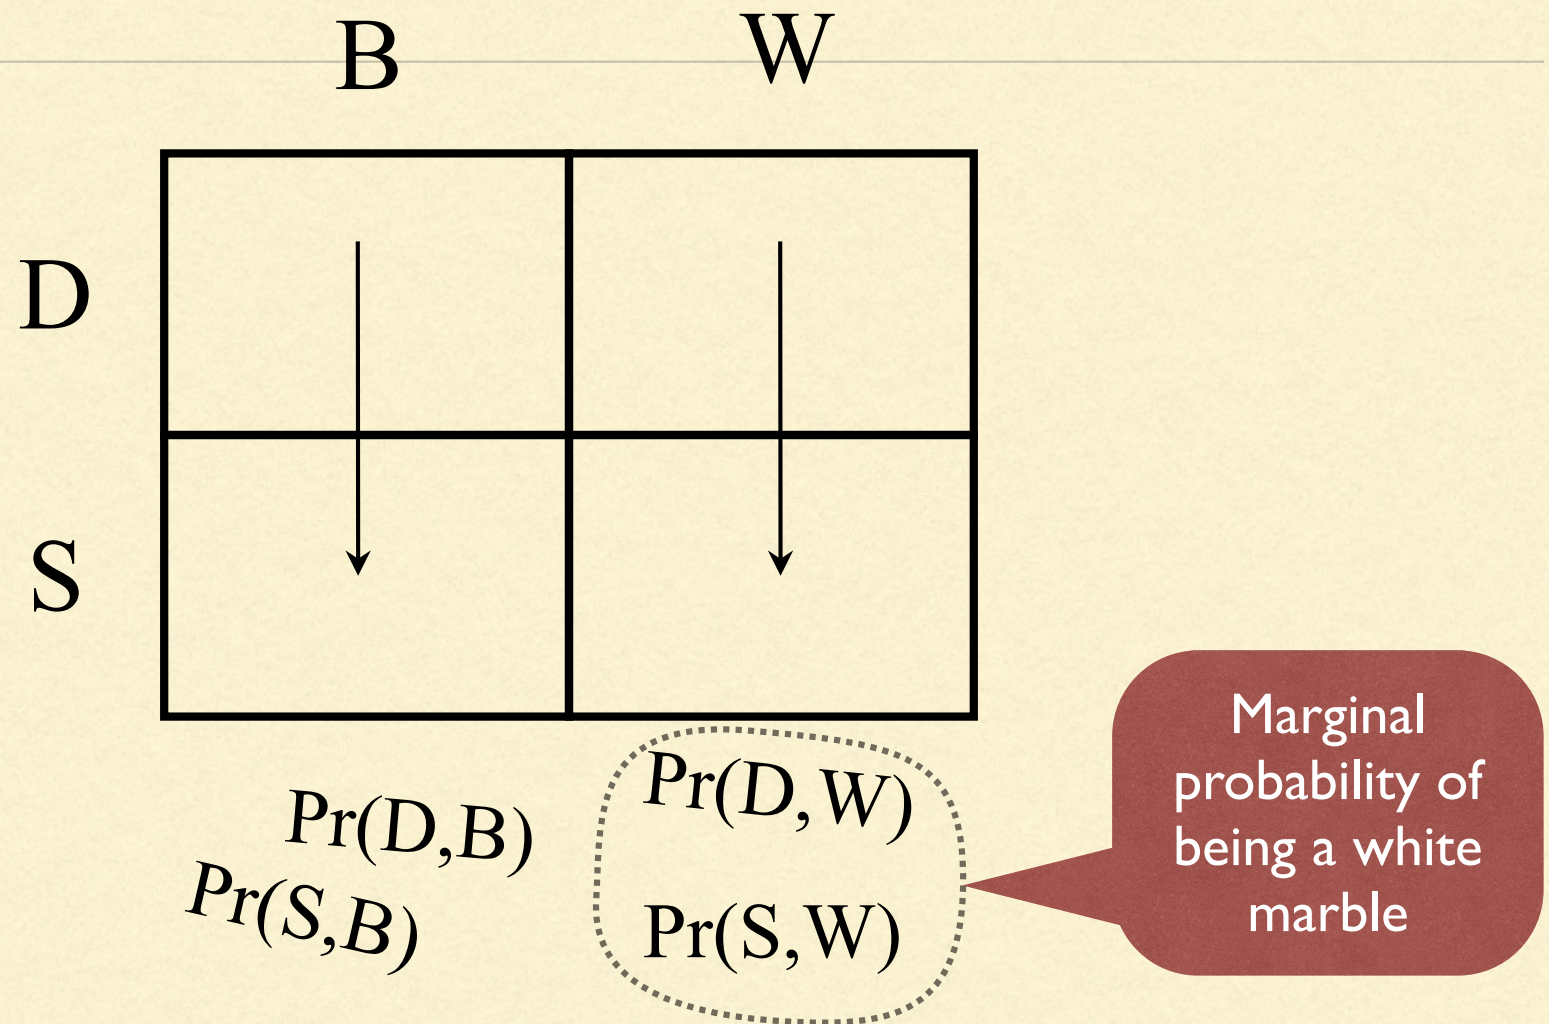 B W
D
S
Pr(D,B)
Pr(S,B)
Pr(D,W)
Pr(S,W)
Marginal
probability of
being a white
marble